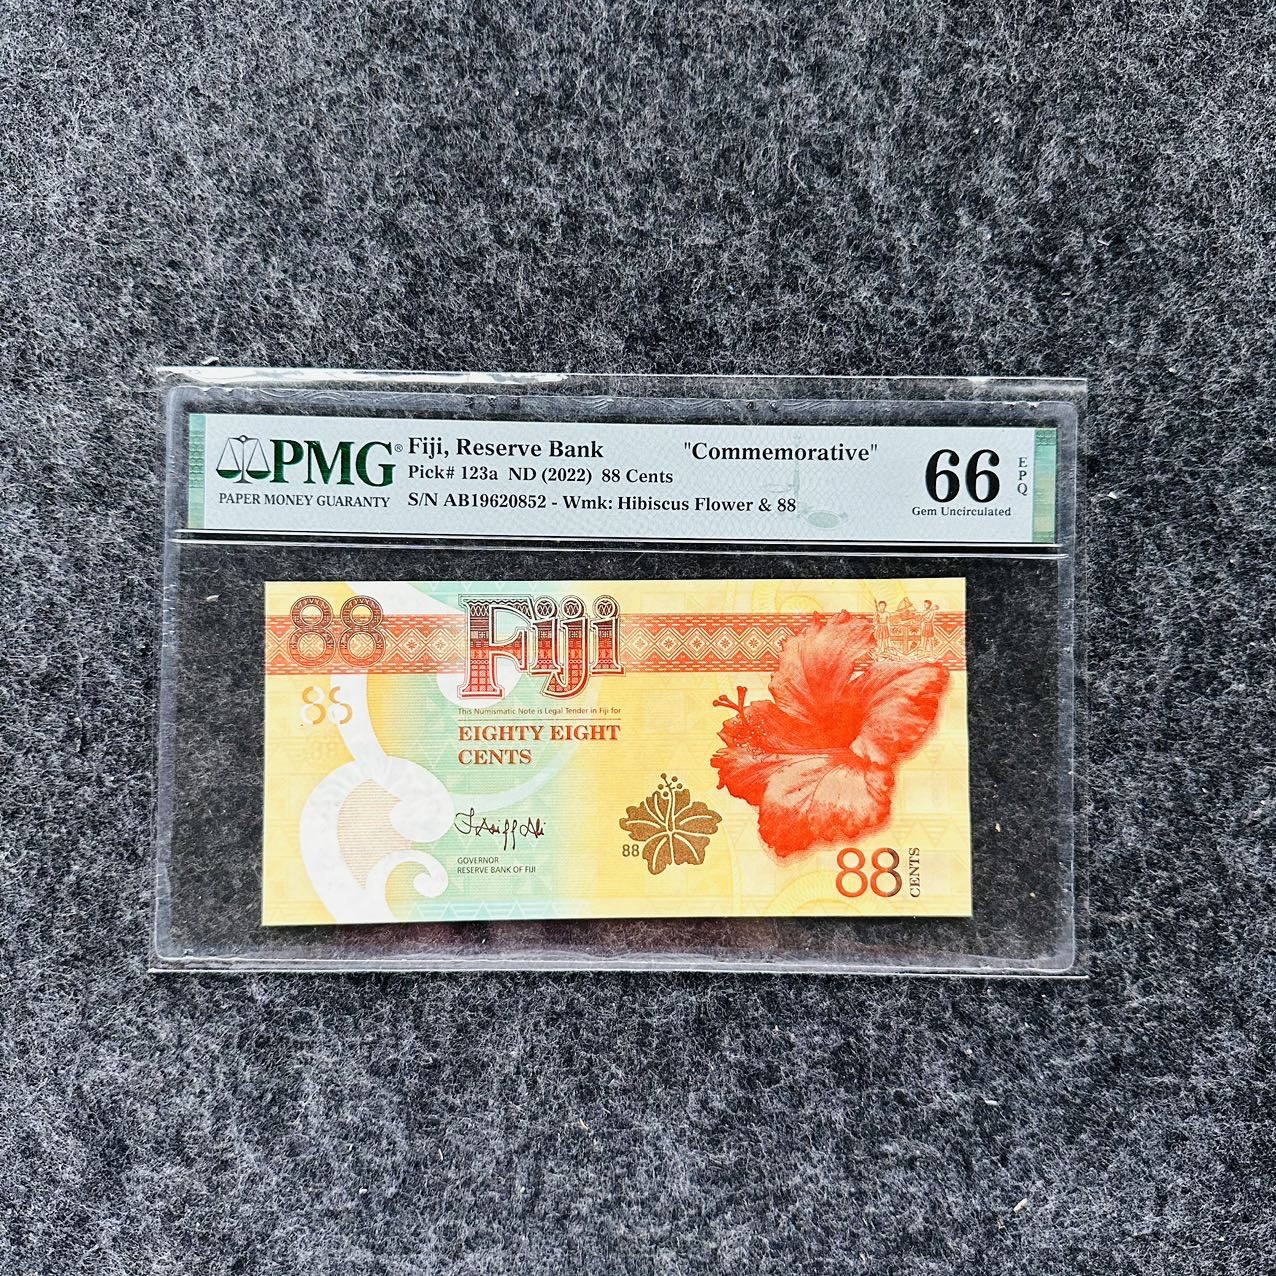 PMG®
PAPER MONEY GUARANTY
Fiji, Reserve Bank "Commemorative"
Pick# 123a ND (2022) 88 Cents
S/N AB19620852 - Wmk: Hibiscus Flower & 88
66
EPQ
Gem Uncirculated
88
Fiji
88
This Numismatic Note is Legal Tender in Fiji for
EIGHTY EIGHT
CENTS
GOVERNOR
RESERVE BANK OF FIJI
88
88 CENTS